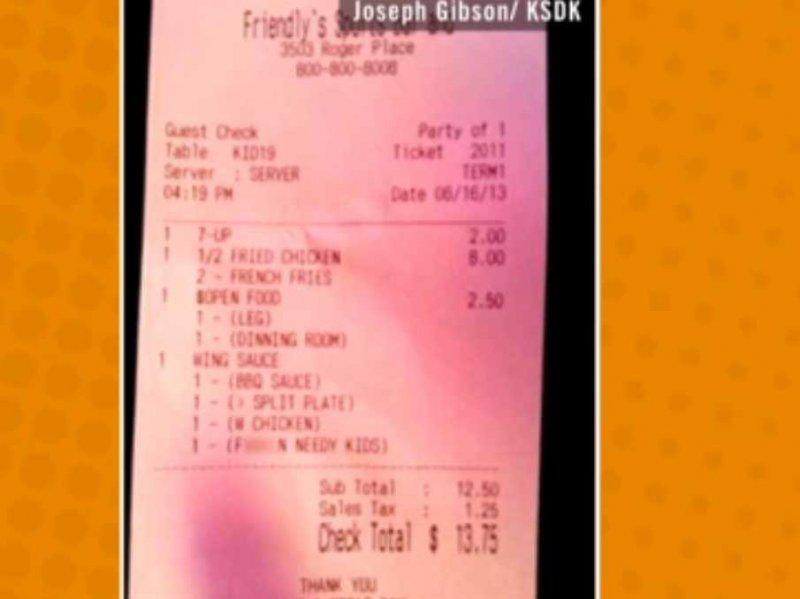 Joseph Gibson/ KSDK
Friendly's
3503 Roger Place
800-800-8008
Guest Check Party of 1
Table KID19 Ticket 2011
Server : SERVER TERM1
04:19 PM Date 06/16/13
1 7-UP 2.00
1 1/2 FRIED CHICKEN 8.00
2 - FRENCH FRIES
1 $OPEN FOOD 2.50
1 - (LEG)
1 - (DINNING ROOM)
1 WING SAUCE
1 - (BBQ SAUCE)
1 - (> SPLIT PLATE)
1 - (W CHICKEN)
1 - (F N NEEDY KIDS)
Sub Total : 12.50
Sales Tax : 1.25
Check Total $ 13.75
THANK YOU